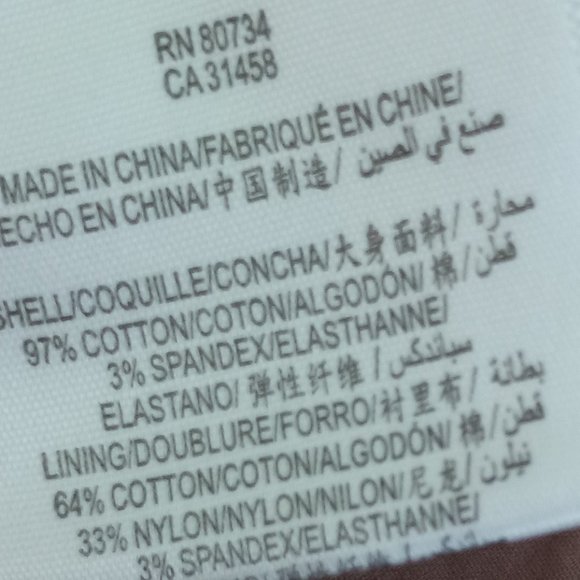 RN 80734
CA 31458
MADE IN CHINA/FABRIQUÉ EN CHINE/
ECHO EN CHINA/中国制造/ صنع في الصين
SHELL/COQUILLE/CONCHA/大身面料/ محارة
97% COTTON/COTON/ALGODÓN/ 棉/ قطن
3% SPANDEX/ELASTHANNE/
ELASTANO/ 弹性纤维 / سباندكس
LINING/DOUBLURE/FORRO/衬里布/ بطانة
64% COTTON/COTON/ALGODÓN/ 棉/ قطن
33% NYLON/NYLON/NILON/尼龙/ نيلون
3% SPANDEX/ELASTHANNE/